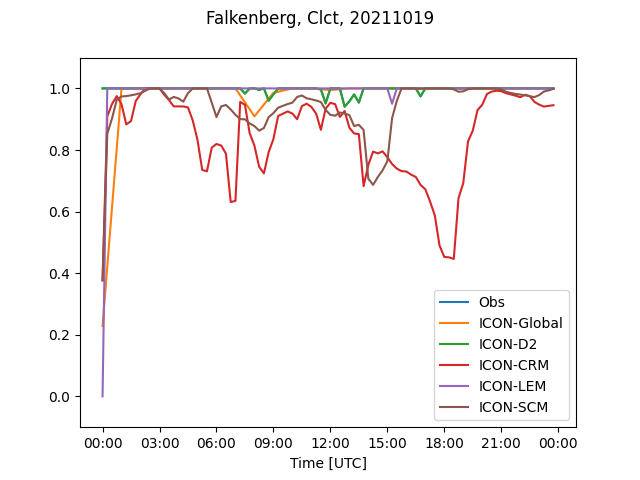 Falkenberg, Clct, 20211019
1.0
0.8
0.6
0.4
0.2
0.0
Obs
ICON-Global
ICON-D2
ICON-CRM
ICON-LEM
ICON-SCM
00:00 03:00 06:00 09:00 12:00 15:00 18:00 21:00 00:00
Time [UTC]